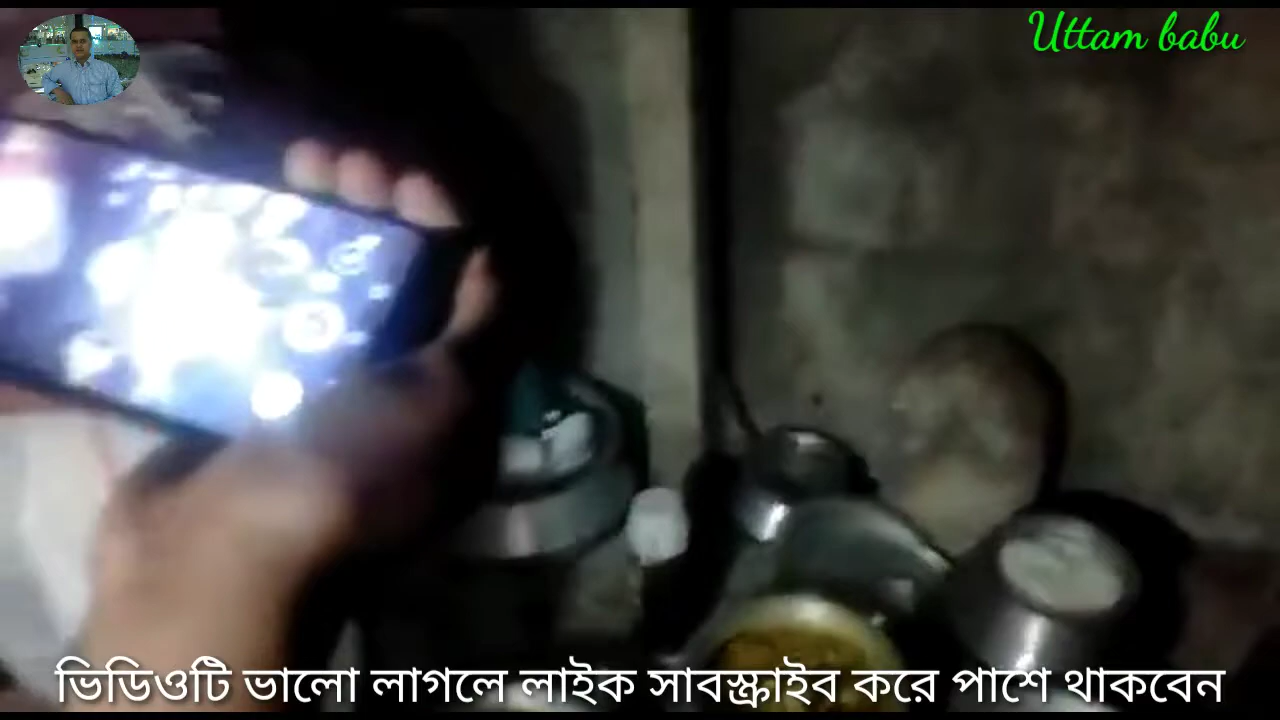 Uttam babu
ভিডিওটি ভালো লাগলে লাইক সাবস্ক্রাইব করে পাশে থাকবেন